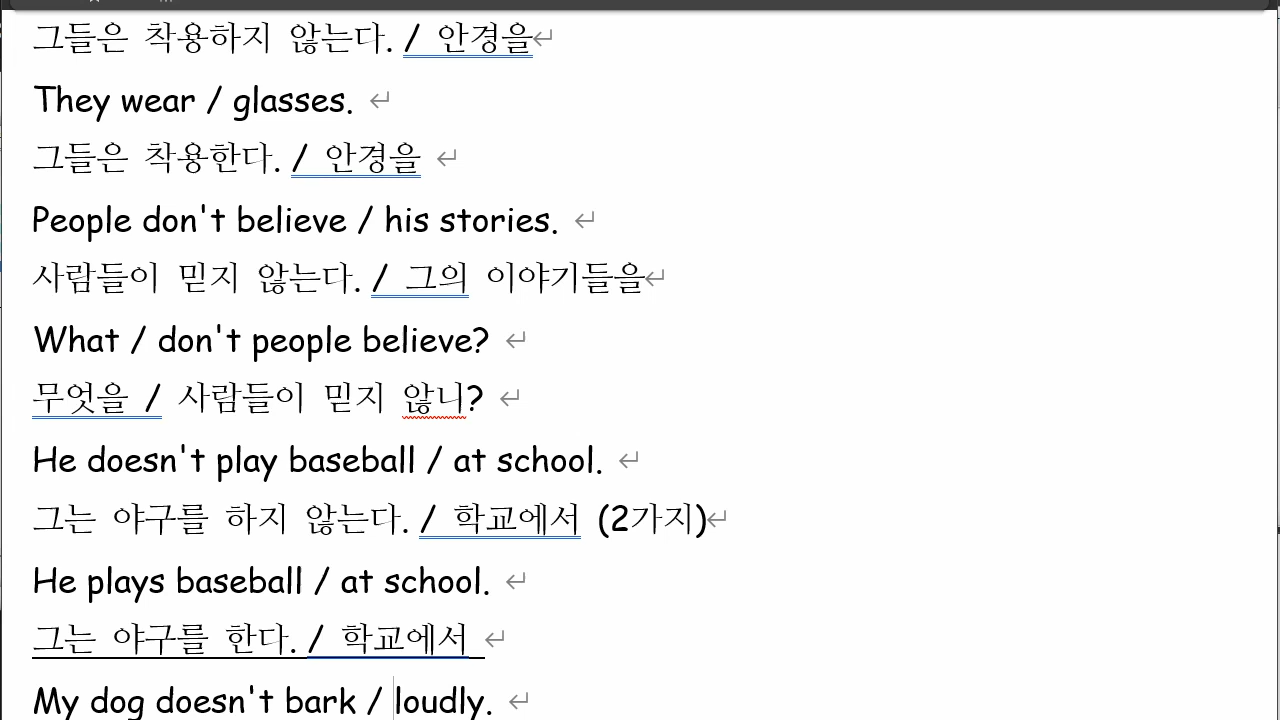 그들은 착용하지 않는다. / 안경을
They wear / glasses.
그들은 착용한다. / 안경을
People don't believe / his stories.
사람들이 믿지 않는다. / 그의 이야기들을
What / don't people believe?
무엇을 / 사람들이 믿지 않니?
He doesn't play baseball / at school.
그는 야구를 하지 않는다. / 학교에서 (2가지)
He plays baseball / at school.
그는 야구를 한다. / 학교에서
My dog doesn't bark / loudly.